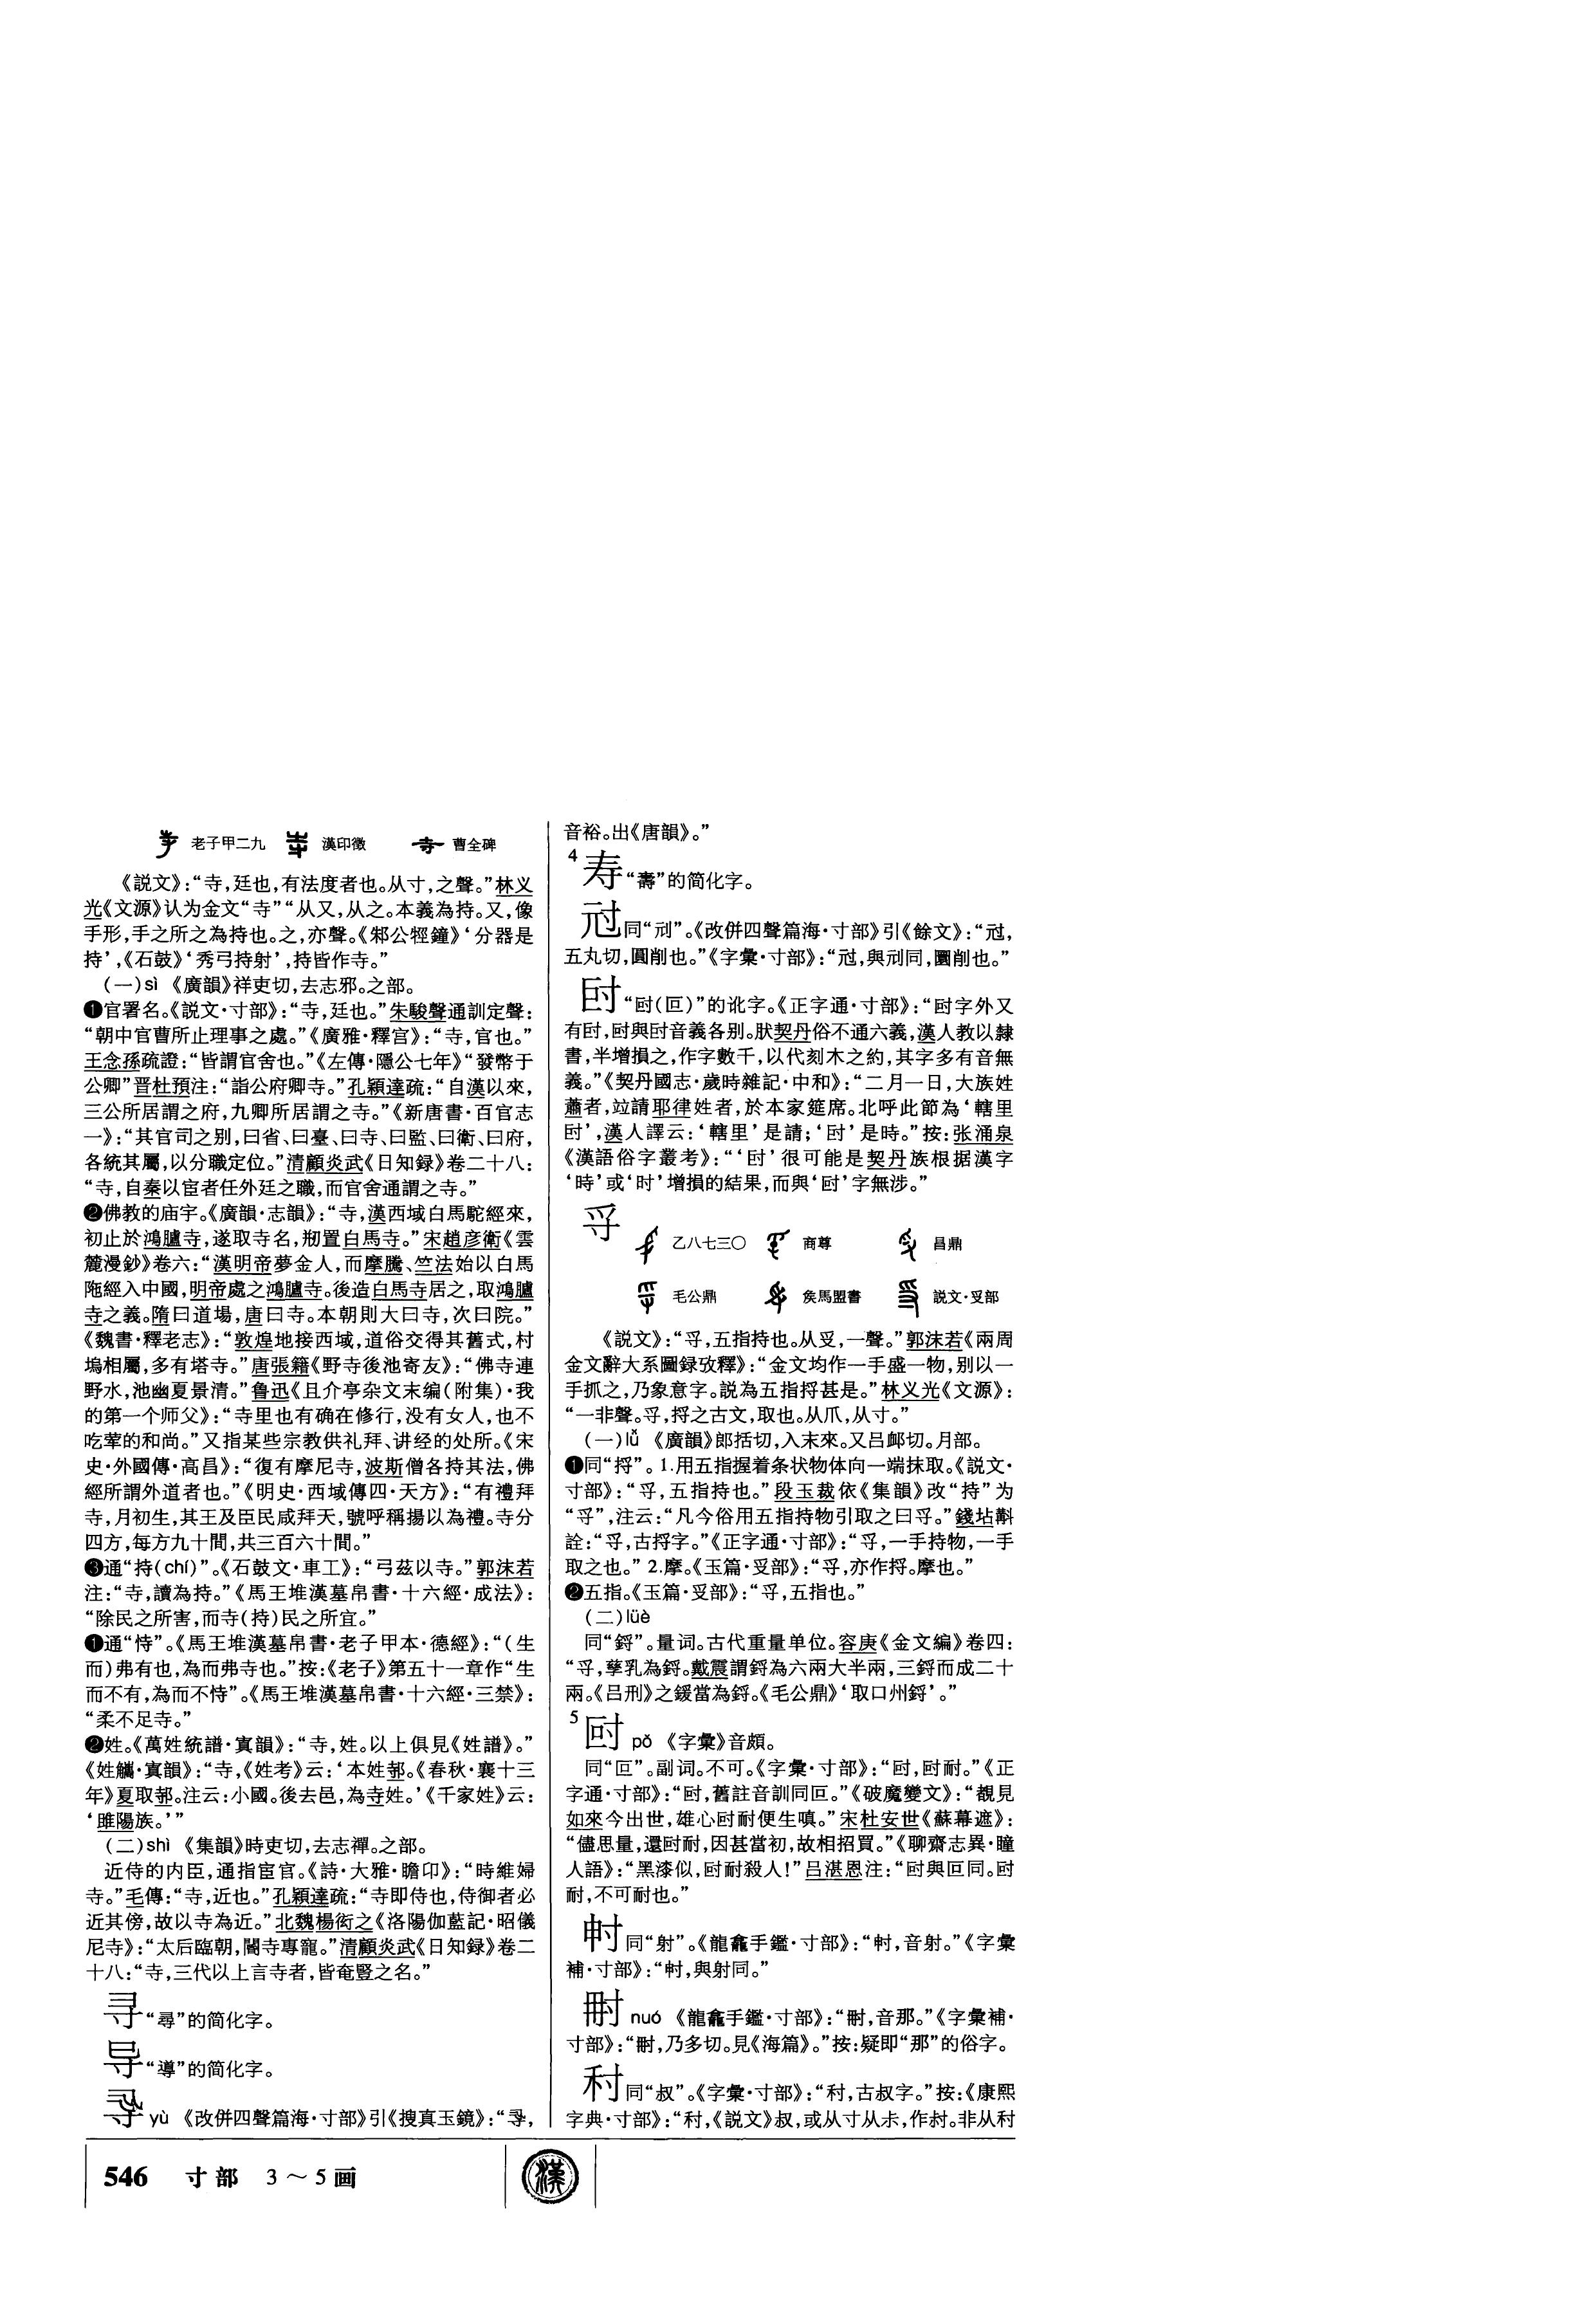 老子甲二九 漢印徵 曹全碑
《説文》：“寺，廷也，有法度者也。从寸，之聲。”林义
光《文源》认为金文“寺”“从又，从之。本義為持。又，像
手形，手之所之為持也。之，亦聲。《邾公牼鐘》‘分器是
持’，《石鼓》‘秀弓持射’，持皆作寺。”
（一）sì 《廣韻》祥吏切，去志邪。之部。
❶官署名。《説文·寸部》：“寺，廷也。”朱駿聲通訓定聲：
“朝中官曹所止理事之處。”《廣雅·釋宫》：“寺，官也。”
王念孫疏證：“皆謂官舍也。”《左傳·隱公七年》“發幣于
公卿”晋杜預注：“詣公府卿寺。”孔穎達疏：“自漢以來，
三公所居謂之府，九卿所居謂之寺。”《新唐書·百官志
一》：“其官司之别，曰省、曰臺、曰寺、曰監、曰衛、曰府，
各統其屬，以分職定位。”清顧炎武《日知録》卷二十八：
“寺，自秦以宦者任外廷之職，而官舍通謂之寺。”
❷佛教的庙宇。《廣韻·志韻》：“寺，漢西域白馬駝經來，
初止於鴻臚寺，遂取寺名，剏置白馬寺。”宋趙彦衛《雲
麓漫鈔》卷六：“漢明帝夢金人，而摩騰、竺法始以白馬
陁經入中國，明帝處之鴻臚寺。後造白馬寺居之，取鴻臚
寺之義。隋曰道場，唐曰寺。本朝則大曰寺，次曰院。”
《魏書·釋老志》：“敦煌地接西域，道俗交得其舊式，村
塢相屬，多有塔寺。”唐張籍《野寺後池寄友》：“佛寺連
野水，池幽夏景清。”鲁迅《且介亭杂文末编（附集）·我
的第一个师父》：“寺里也有确在修行，没有女人，也不
吃荤的和尚。”又指某些宗教供礼拜、讲经的处所。《宋
史·外國傳·高昌》：“復有摩尼寺，波斯僧各持其法，佛
經所謂外道者也。”《明史·西域傳四·天方》：“有禮拜
寺，月初生，其王及臣民咸拜天，號呼稱揚以為禮。寺分
四方，每方九十間，共三百六十間。”
❸通“持（chí）”。《石鼓文·車工》：“弓茲以寺。”郭沫若
注：“寺，讀為持。”《馬王堆漢墓帛書·十六經·成法》：
“除民之所害，而寺（持）民之所宜。”
❶通“恃”。《馬王堆漢墓帛書·老子甲本·德經》：“（生
而）弗有也，為而弗寺也。”按：《老子》第五十一章作“生
而不有，為而不恃”。《馬王堆漢墓帛書·十六經·三禁》：
“柔不足寺。”
❷姓。《萬姓統譜·寘韻》：“寺，姓。以上俱見《姓譜》。”
《姓觿·寘韻》：“寺，《姓考》云：‘本姓邿。《春秋·襄十三
年》夏取邿。注云：小國。後去邑，為寺姓。’《千家姓》云：
‘雎陽族。’”
（二）shì 《集韻》時吏切，去志禪。之部。
近侍的内臣，通指宦官。《詩·大雅·瞻卬》：“時維婦
寺。”毛傳：“寺，近也。”孔穎達疏：“寺即侍也，侍御者必
近其傍，故以寺為近。”北魏楊衒之《洛陽伽藍記·昭儀
尼寺》：“太后臨朝，閽寺專寵。”清顧炎武《日知録》卷二
十八：“寺，三代以上言寺者，皆奄豎之名。”
寻“尋”的简化字。
导“導”的简化字。
yù 《改併四聲篇海·寸部》引《搜真玉鏡》：“
音裕。出《唐韻》。”
4
寿“壽”的简化字。
㝴同“刓”。《改併四聲篇海·寸部》引《餘文》：“㝴，
五丸切，圓削也。”《字彙·寸部》：“㝴，與刓同，圜削也。”
“尀（叵）”的讹字。《正字通·寸部》：“尀字外又
有，尀與音義各别。肰契丹俗不通六義，漢人教以隸
書，半增損之，作字數千，以代刻木之約，其字多有音無
義。”《契丹國志·歲時雜記·中和》：“二月一日，大族姓
蕭者，竝請耶律姓者，於本家筵席。北呼此節為‘轄里
’，漢人譯云：‘轄里’是請；‘’是時。”按：张涌泉
《漢語俗字叢考》：“‘’很可能是契丹族根据漢字
‘時’或‘时’增損的结果，而與‘尀’字無涉。”
寽
乙八七三〇 商尊 昌鼎
毛公鼎 矦馬盟書 説文·𠬪部
《説文》：“寽，五指持也。从𠬪，一聲。”郭沫若《兩周
金文辭大系圖録攷釋》：“金文均作一手盛一物，别以一
手抓之，乃象意字。説為五指捋甚是。”林义光《文源》：
“一非聲。寽，捋之古文，取也。从爪，从寸。”
（一）lǚ 《廣韻》郎括切，入末來。又吕卹切。月部。
❶同“捋”。1.用五指握着条状物体向一端抹取。《説文·
寸部》：“寽，五指持也。”段玉裁依《集韻》改“持”为
“寽”，注云：“凡今俗用五指持物引取之曰寽。”錢坫斠
詮：“寽，古捋字。”《正字通·寸部》：“寽，一手持物，一手
取之也。”2.摩。《玉篇·𠬪部》：“寽，亦作捋。摩也。”
❷五指。《玉篇·𠬪部》：“寽，五指也。”
（二）lüè
同“鋝”。量词。古代重量单位。容庚《金文編》卷四：
“寽，孳乳為鋝。戴震謂鋝為六兩大半兩，三鋝而成二十
兩。《吕刑》之鍰當為鋝。《毛公鼎》‘取口州鋝’。”
5
尀 pǒ 《字彙》音頗。
同“叵”。副词。不可。《字彙·寸部》：“尀，尀耐。”《正
字通·寸部》：“尀，舊註音訓同叵。”《破魔變文》：“覩見
如來今出世，雄心尀耐便生嗔。”宋杜安世《蘇幕遮》：
“儘思量，還尀耐，因甚當初，故相招買。”《聊齋志異·瞳
人語》：“黑漆似，尀耐殺人！”吕湛恩注：“尀與叵同。尀
耐，不可耐也。”
同“射”。《龍龕手鑑·寸部》：“，音射。”《字彙
補·寸部》：“，與射同。”
nuó 《龍龕手鑑·寸部》：“，音那。”《字彙補·
寸部》：“，乃多切。見《海篇》。”按：疑即“那”的俗字。
同“叔”。《字彙·寸部》：“，古叔字。”按：《康熙
字典·寸部》：“，《説文》叔，或从寸从尗，作𡬧。非从
546 寸部 3～5画
漢